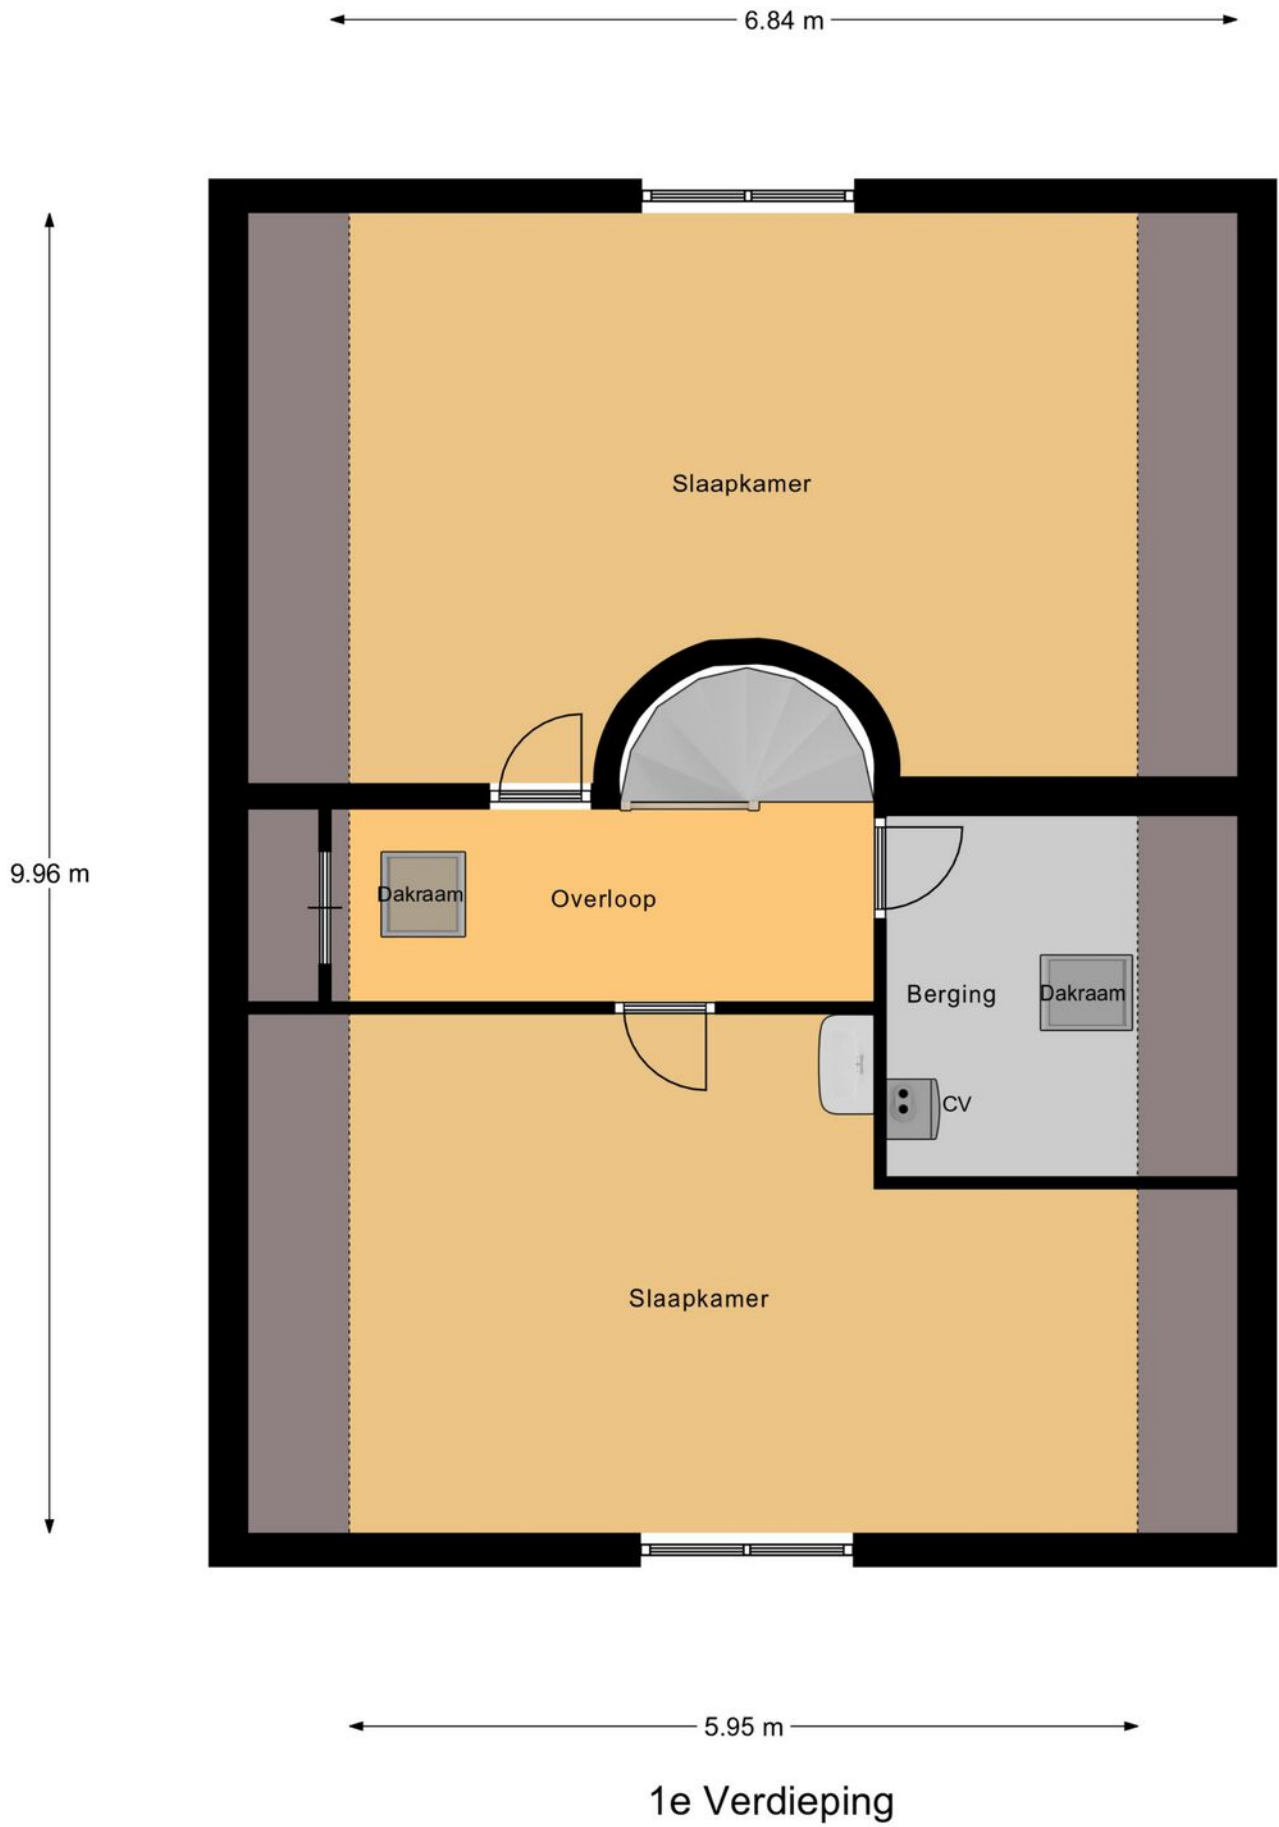 6.84 m
Slaapkamer
9.96 m
Dakraam
Overloop
Berging
Dakraam
CV
Slaapkamer
5.95 m
1e Verdieping